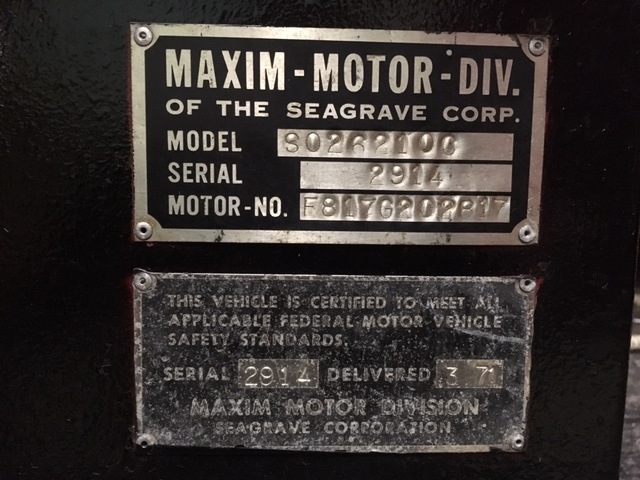 MAXIM-MOTOR-DIV.
OF THE SEAGRAVE CORP.
MODEL S0262100
SERIAL 2914
MOTOR-NO. F817G202P17
THIS VEHICLE IS CERTIFIED TO MEET ALL
APPLICABLE FEDERAL MOTOR VEHICLE
SAFETY STANDARDS.
SERIAL 2914 DELIVERED 3 71
MAXIM MOTOR DIVISION
SEAGRAVE CORPORATION